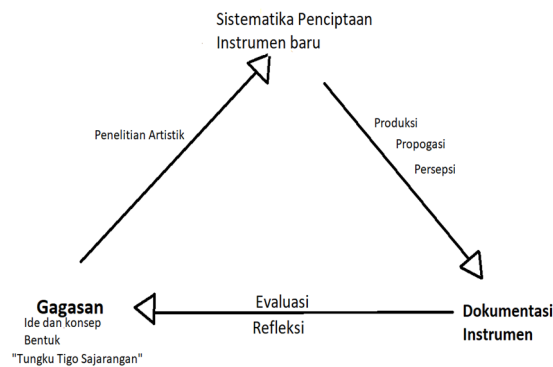 Sistematika Penciptaan
Instrumen baru
Penelitian Artistik
Produksi
Propogasi
Persepsi
Gagasan
Ide dan konsep
Bentuk
"Tungku Tigo Sajarangan"
Evaluasi
Refleksi
Dokumentasi
Instrumen